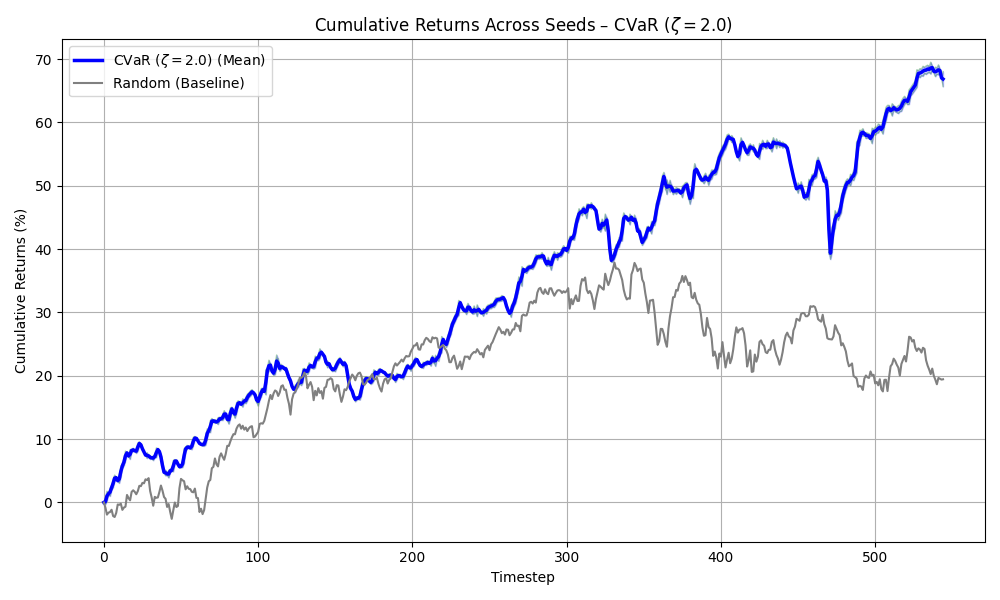 Cumulative Returns Across Seeds – CVaR (ζ = 2.0)
CVaR (ζ = 2.0) (Mean)
Random (Baseline)
Cumulative Returns (%)
70
60
50
40
30
20
10
0
0 100 200 300 400 500
Timestep